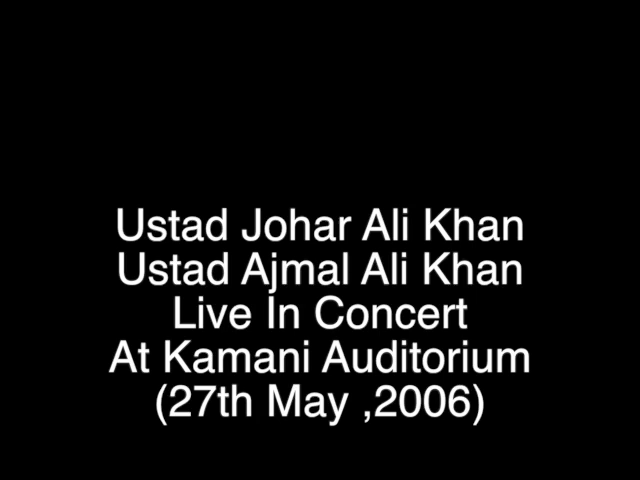 Ustad Johar Ali Khan
Ustad Ajmal Ali Khan
Live In Concert
At Kamani Auditorium
(27th May ,2006)